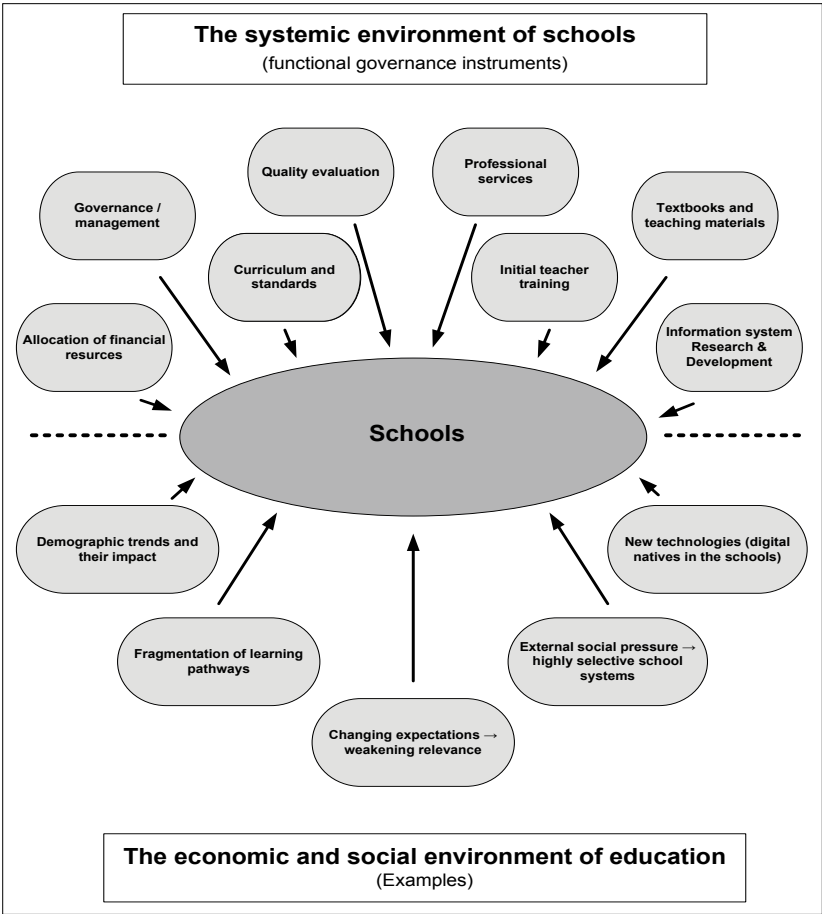 The systemic environment of schools
(functional governance instruments)
Quality evaluation
Professional
services
Governance /
management
Textbooks and
teaching materials
Curriculum and
standards
Initial teacher
training
Allocation of financial
resurces
Information system
Research &
Development
Schools
Demographic trends and
their impact
New technologies (digital
natives in the schools)
Fragmentation of learning
pathways
External social pressure →
highly selective school
systems
Changing expectations →
weakening relevance
The economic and social environment of education
(Examples)